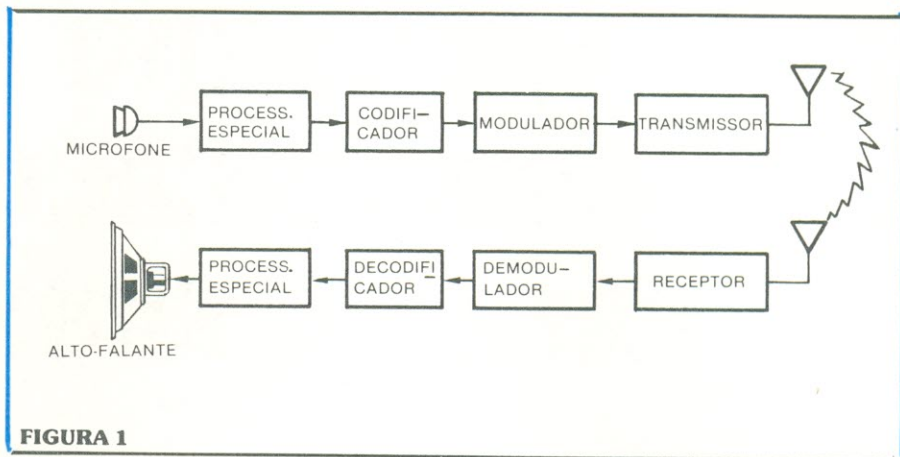 MICROFONE
PROCESS.
ESPECIAL
CODIFI-
CADOR
MODULADOR
TRANSMISSOR
ALTO-FALANTE
PROCESS.
ESPECIAL
DECODIFI
CADOR
DEMODU-
LADOR
RECEPTOR
FIGURA 1